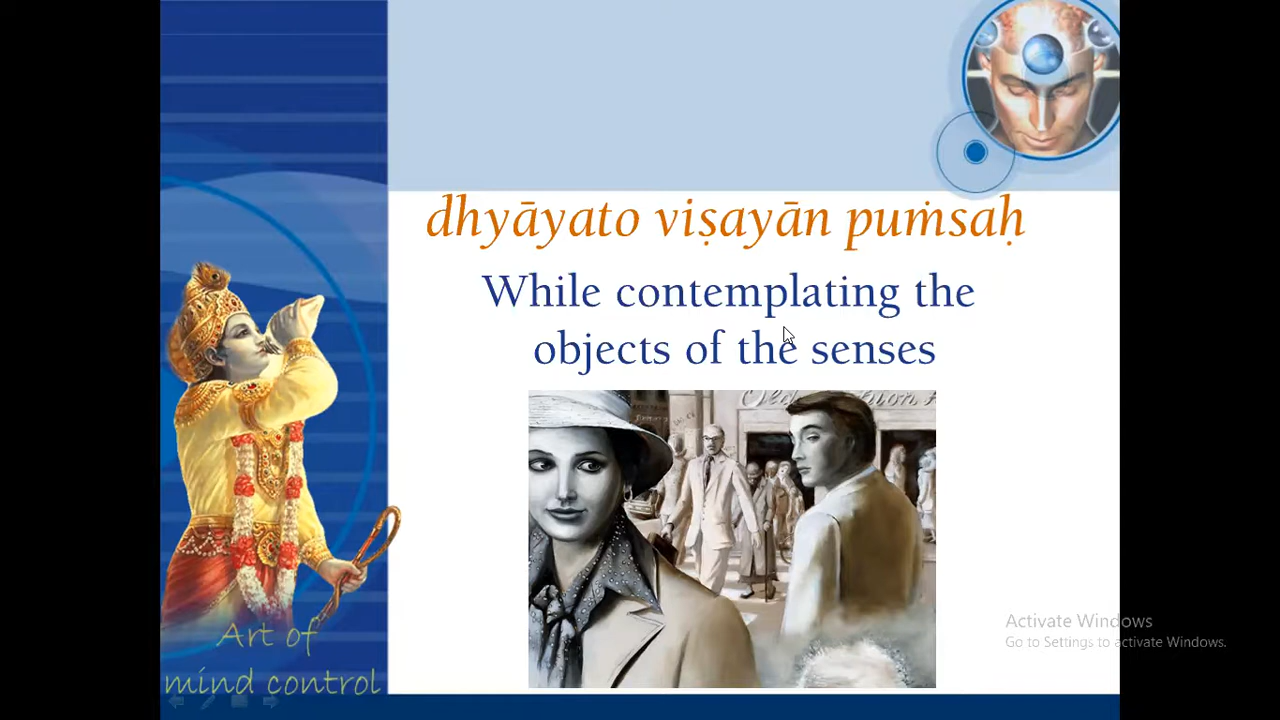 dhyāyato viṣayān puṁsaḥ
While contemplating the
objects of the senses
Art of
mind control
Activate Windows
Go to Settings to activate Windows.